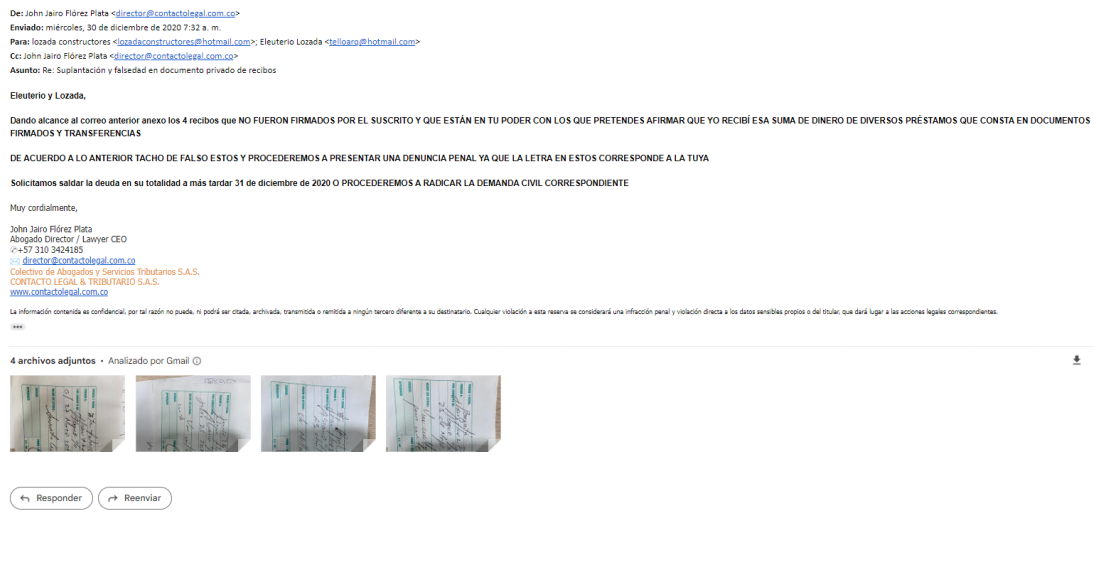 De: John Jairo Flórez Plata <director@contactolegal.com.co>
Enviado: miércoles, 30 de diciembre de 2020 7:32 a. m.
Para: lozada constructores <lozadaconstructores@hotmail.com>; Eleuterio Lozada <telloarq@hotmail.com>
Cc: John Jairo Flórez Plata <director@contactolegal.com.co>
Asunto: Re: Suplantación y falsedad en documento privado de recibos
Eleuterio y Lozada,
Dando alcance al correo anterior anexo los 4 recibos que NO FUERON FIRMADOS POR EL SUSCRITO Y QUE ESTÁN EN TU PODER CON LOS QUE PRETENDES AFIRMAR QUE YO RECIBÍ ESA SUMA DE DINERO DE DIVERSOS PRÉSTAMOS QUE CONSTA EN DOCUMENTOS
FIRMADOS Y TRANSFERENCIAS
DE ACUERDO A LO ANTERIOR TACHO DE FALSO ESTOS Y PROCEDEREMOS A PRESENTAR UNA DENUNCIA PENAL YA QUE LA LETRA EN ESTOS CORRESPONDE A LA TUYA
Solicitamos saldar la deuda en su totalidad a más tardar 31 de diciembre de 2020 O PROCEDEREMOS A RADICAR LA DEMANDA CIVIL CORRESPONDIENTE
Muy cordialmente,
John Jairo Flórez Plata
Abogado Director / Lawyer CEO
✆+57 310 3424185
✉ director@contactolegal.com.co
Colectivo de Abogados y Servicios Tributarios S.A.S.
CONTACTO LEGAL & TRIBUTARIO S.A.S.
www.contactolegal.com.co
La información contenida es confidencial, por tal razón no puede, ni podrá ser citada, archivada, transmitida o remitida a ningún tercero diferente a su destinatario. Cualquier violación a esta reserva se considerará una infracción penal y violación directa a los datos sensibles propios o del titular, que dará lugar a las acciones legales correspondientes.
4 archivos adjuntos • Analizado por Gmail
Responder
Reenviar